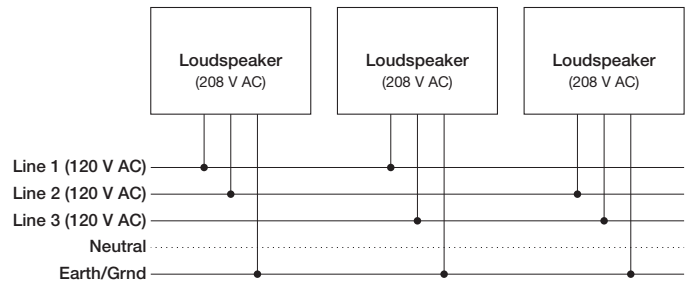 Loudspeaker
(208 V AC)
Loudspeaker
(208 V AC)
Loudspeaker
(208 V AC)
Line 1 (120 V AC)
Line 2 (120 V AC)
Line 3 (120 V AC)
Neutral
Earth/Grnd